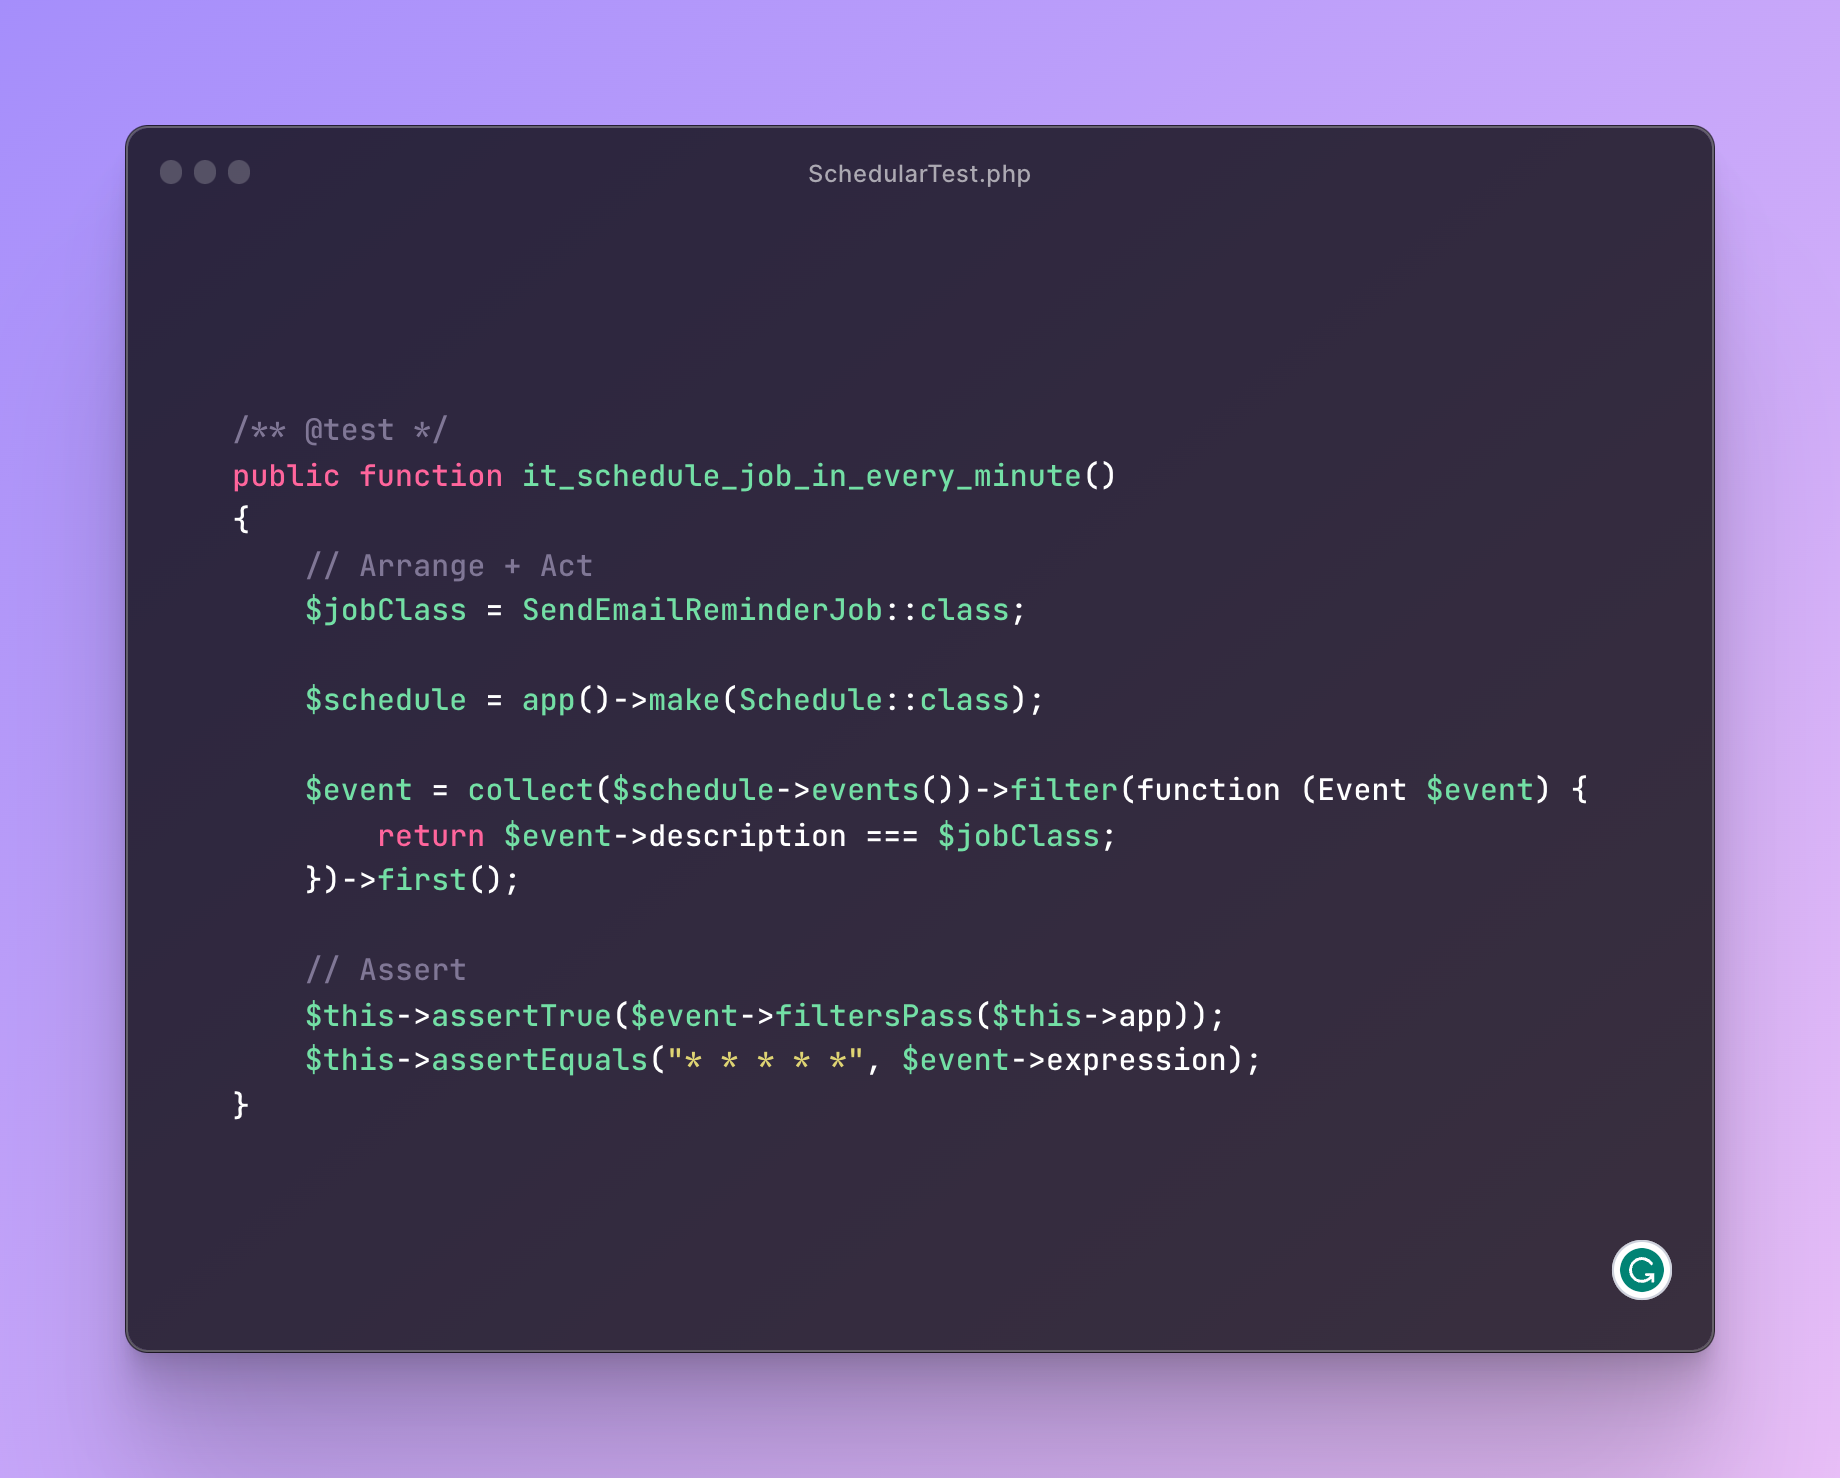 SchedularTest.php
/** @test */
public function it_schedule_job_in_every_minute()
{
    // Arrange + Act
    $jobClass = SendEmailReminderJob::class;

    $schedule = app()->make(Schedule::class);

    $event = collect($schedule->events())->filter(function (Event $event) {
        return $event->description === $jobClass;
    })->first();

    // Assert
    $this->assertTrue($event->filtersPass($this->app));
    $this->assertEquals("* * * * *", $event->expression);
}